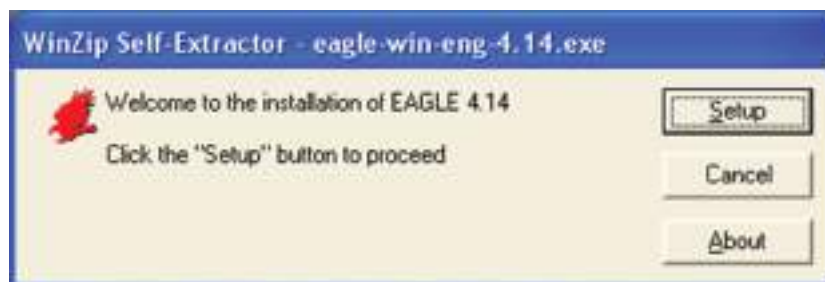 WinZip Self-Extractor - eagle-win-eng-4.14.exe
Welcome to the installation of EAGLE 4.14
Click the "Setup" button to proceed
Setup
Cancel
About